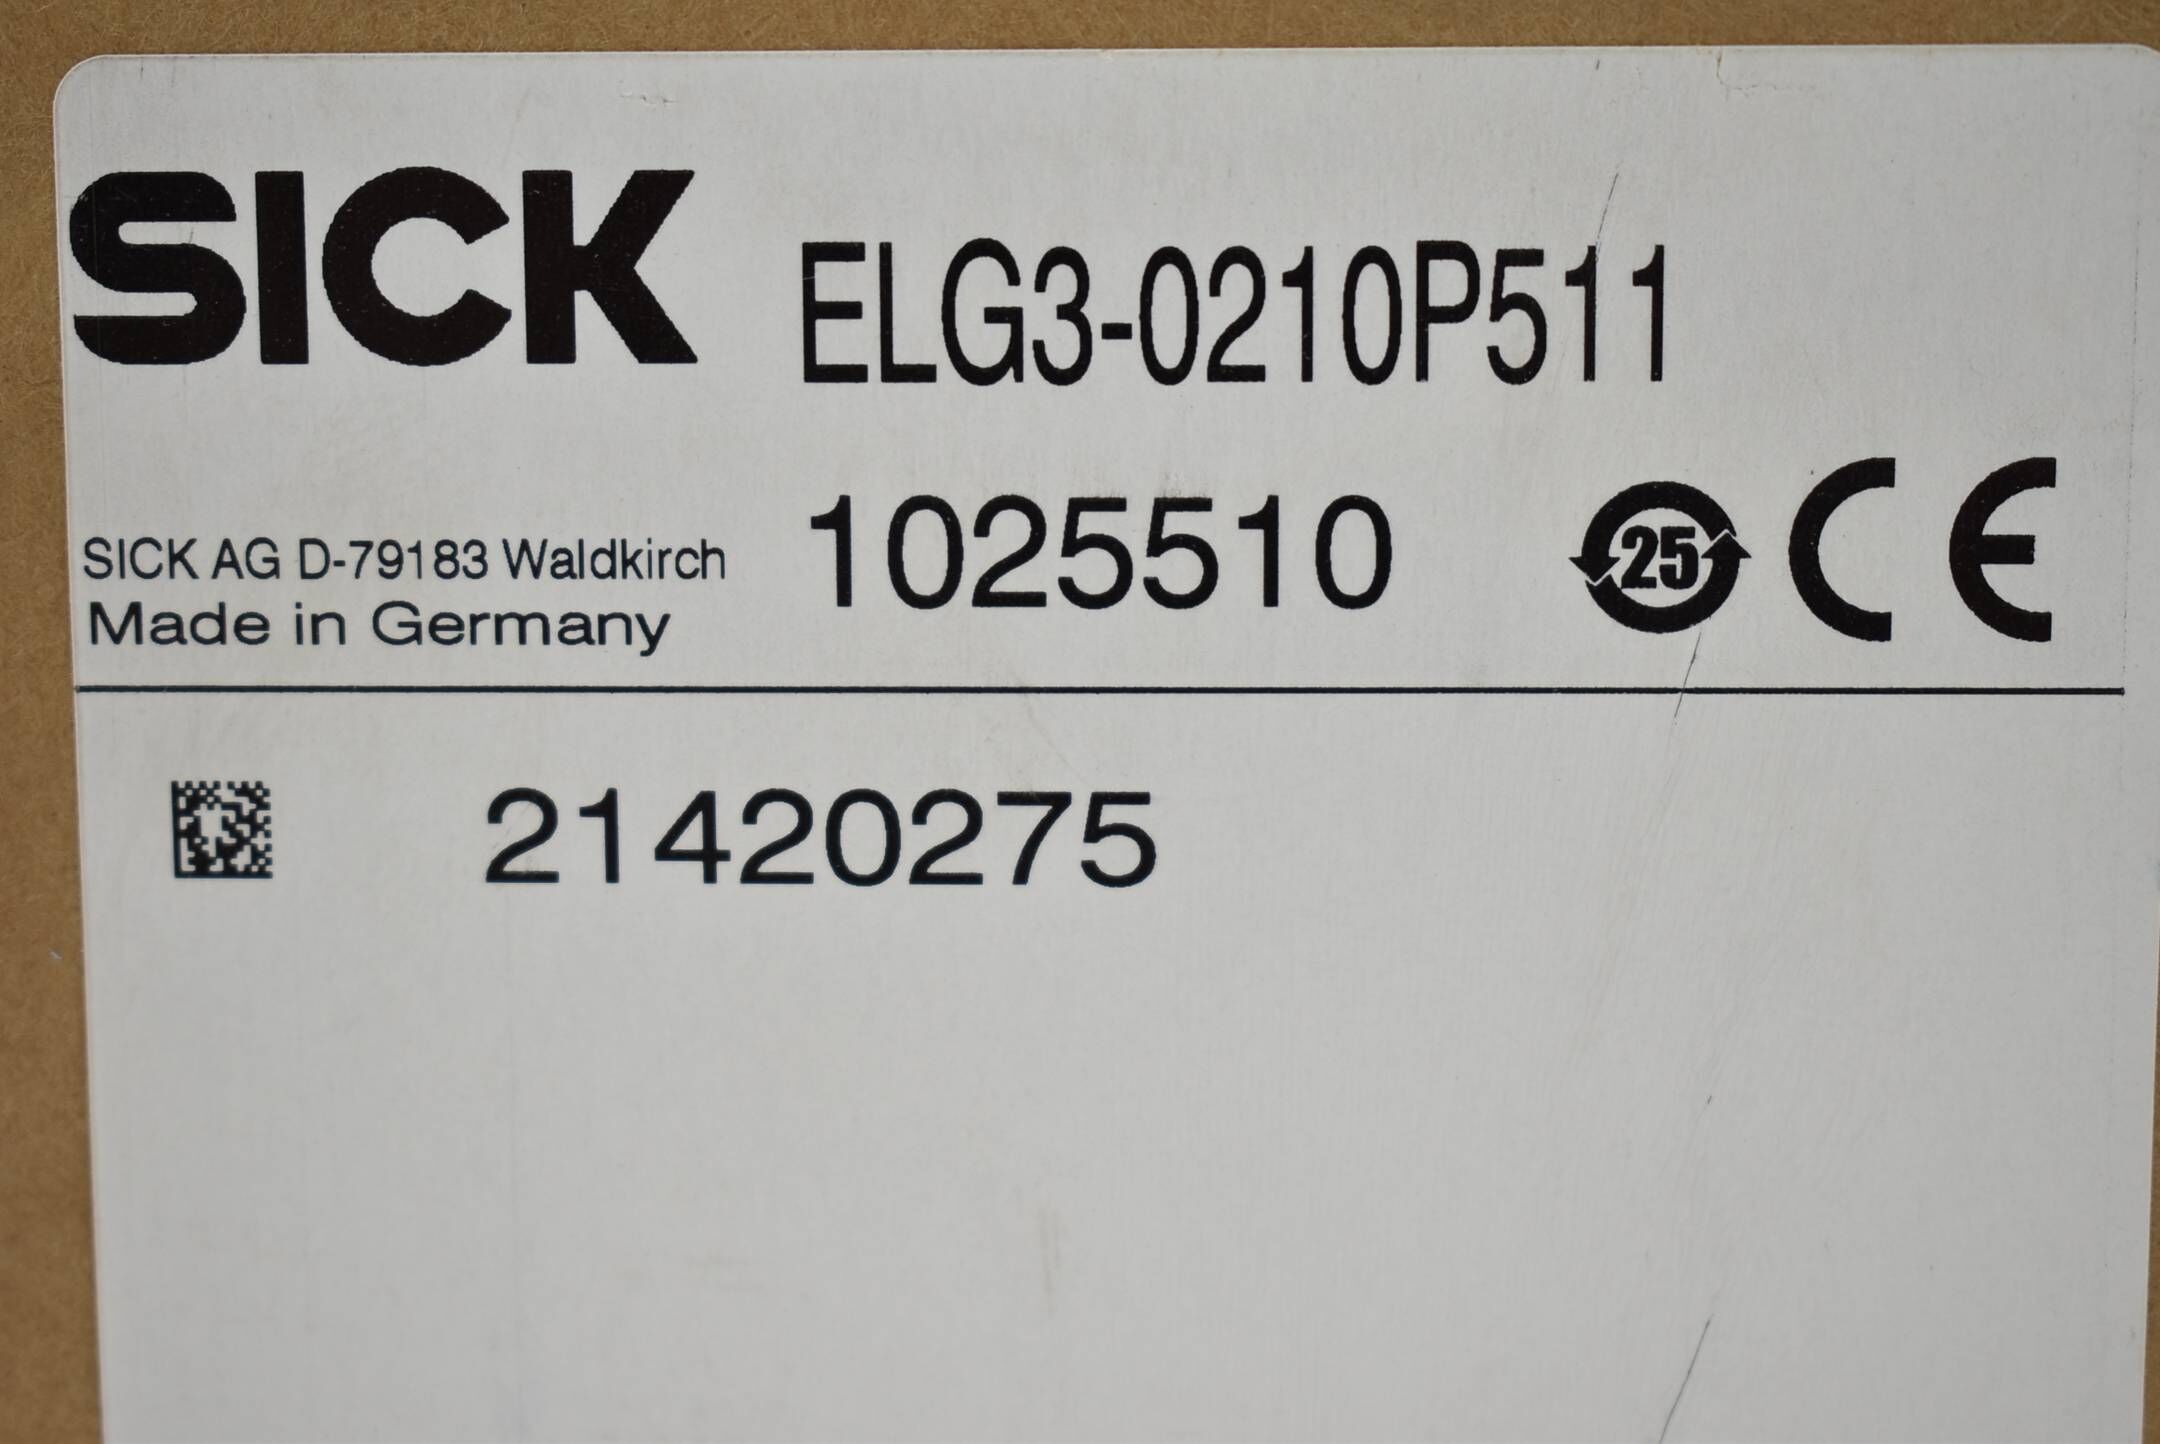 SICK ELG3-0210P511
1025510 25 CE
SICK AG D-79183 Waldkirch
Made in Germany
21420275